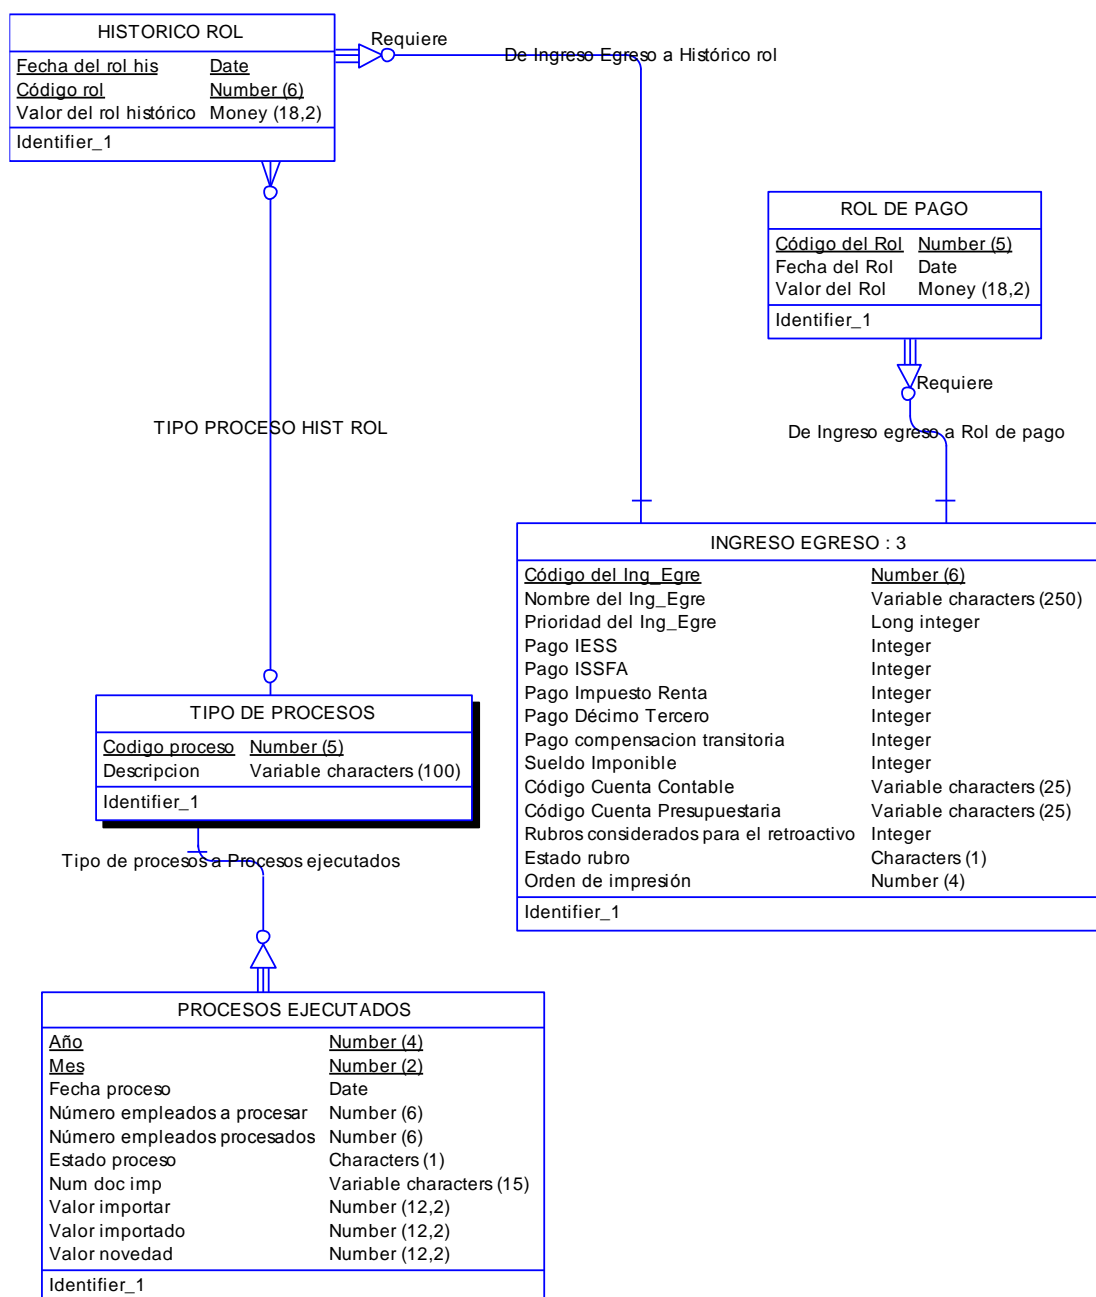 HISTORICO ROL
Fecha del rol his Date
Código rol Number (6)
Valor del rol histórico Money (18,2)
Identifier_1
Requiere
De Ingreso Egreso a Histórico rol
ROL DE PAGO
Código del Rol Number (5)
Fecha del Rol Date
Valor del Rol Money (18,2)
Identifier_1
Requiere
TIPO PROCESO HIST ROL
De Ingreso egreso a Rol de pago
INGRESO EGRESO : 3
Código del Ing_Egre Number (6)
Nombre del Ing_Egre Variable characters (250)
Prioridad del Ing_Egre Long integer
Pago IESS Integer
Pago ISSFA Integer
Pago Impuesto Renta Integer
Pago Décimo Tercero Integer
Pago compensacion transitoria Integer
Sueldo Imponible Integer
Código Cuenta Contable Variable characters (25)
Código Cuenta Presupuestaria Variable characters (25)
Rubros considerados para el retroactivo Integer
Estado rubro Characters (1)
Orden de impresión Number (4)
Identifier_1
TIPO DE PROCESOS
Codigo proceso Number (5)
Descripcion Variable characters (100)
Identifier_1
Tipo de procesos a Procesos ejecutados
PROCESOS EJECUTADOS
Año Number (4)
Mes Number (2)
Fecha proceso Date
Número empleados a procesar Number (6)
Número empleados procesados Number (6)
Estado proceso Characters (1)
Num doc imp Variable characters (15)
Valor importar Number (12,2)
Valor importado Number (12,2)
Valor novedad Number (12,2)
Identifier_1